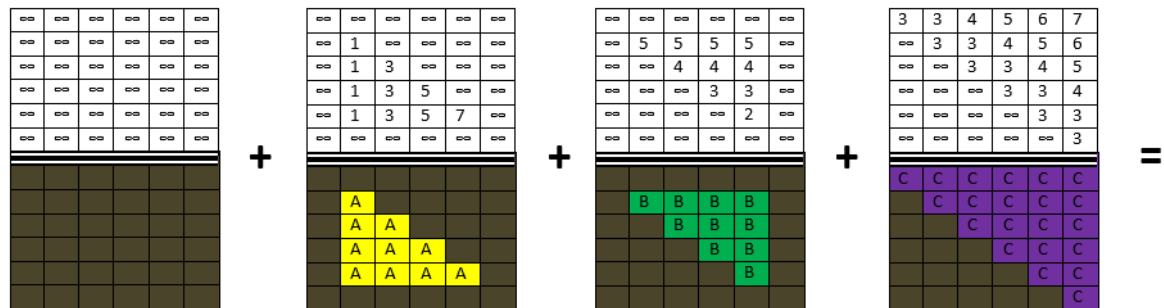 ∞ ∞ ∞ ∞ ∞ ∞ ∞ ∞ ∞ ∞ ∞ ∞ ∞ ∞ ∞ ∞ ∞ ∞ 3 3 4 5 6 7
∞ ∞ ∞ ∞ ∞ ∞ ∞ 1 ∞ ∞ ∞ ∞ ∞ 5 5 5 5 ∞ ∞ 3 3 4 5 6
∞ ∞ ∞ ∞ ∞ ∞ ∞ 1 3 ∞ ∞ ∞ ∞ ∞ 4 4 4 ∞ ∞ ∞ 3 3 4 5
∞ ∞ ∞ ∞ ∞ ∞ ∞ 1 3 5 ∞ ∞ ∞ ∞ ∞ 3 3 ∞ ∞ ∞ ∞ 3 3 4
∞ ∞ ∞ ∞ ∞ ∞ ∞ 1 3 5 7 ∞ ∞ ∞ ∞ ∞ 2 ∞ ∞ ∞ ∞ ∞ 3 3
∞ ∞ ∞ ∞ ∞ ∞ ∞ ∞ ∞ ∞ ∞ ∞ ∞ ∞ ∞ ∞ ∞ ∞ ∞ ∞ ∞ ∞ ∞ 3
+ + + =
C C C C C C
A B B B B C C C C C
A A B B B C C C C
A A A B B C C C
A A A A B C C
C